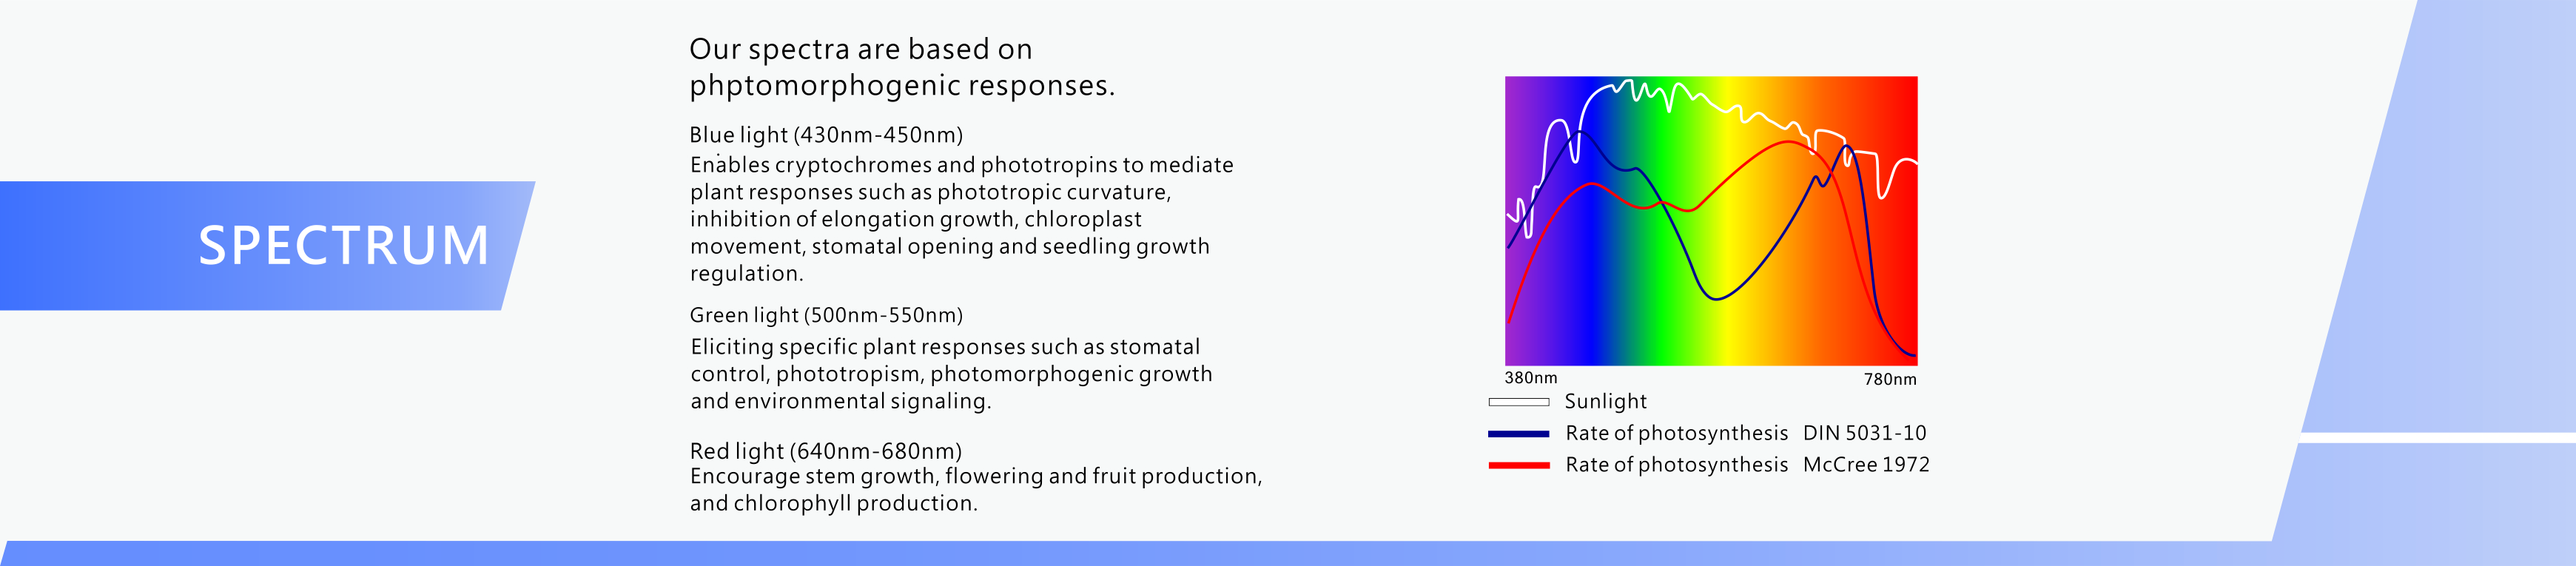 SPECTRUM
Our spectra are based on
phptomorphogenic responses.
Blue light (430nm-450nm)
Enables cryptochromes and phototropins to mediate
plant responses such as phototropic curvature,
inhibition of elongation growth, chloroplast
movement, stomatal opening and seedling growth
regulation.
Green light (500nm-550nm)
Eliciting specific plant responses such as stomatal
control, phototropism, photomorphogenic growth
and environmental signaling.
Red light (640nm-680nm)
Encourage stem growth, flowering and fruit production,
and chlorophyll production.
380nm 780nm
Sunlight
Rate of photosynthesis DIN 5031-10
Rate of photosynthesis McCree 1972